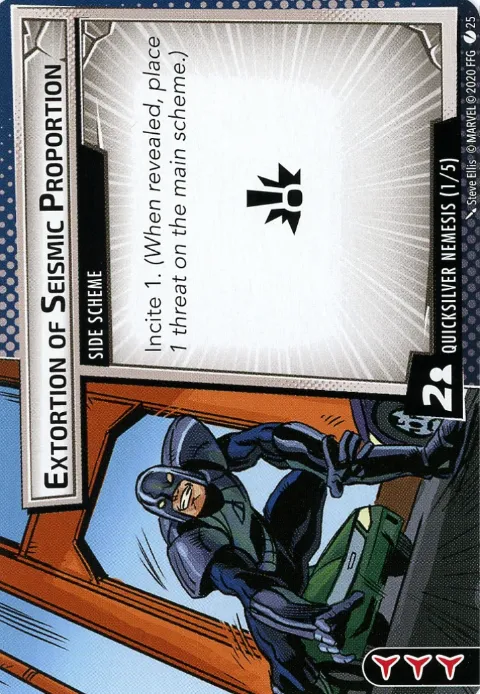 EXTORTION OF SEISMIC PROPORTION
SIDE SCHEME
Incite 1. (When revealed, place
1 threat on the main scheme.)
2
QUICKSILVER NEMESIS (1/5)
Steve Ellis © MARVEL © 2020 FFG 25